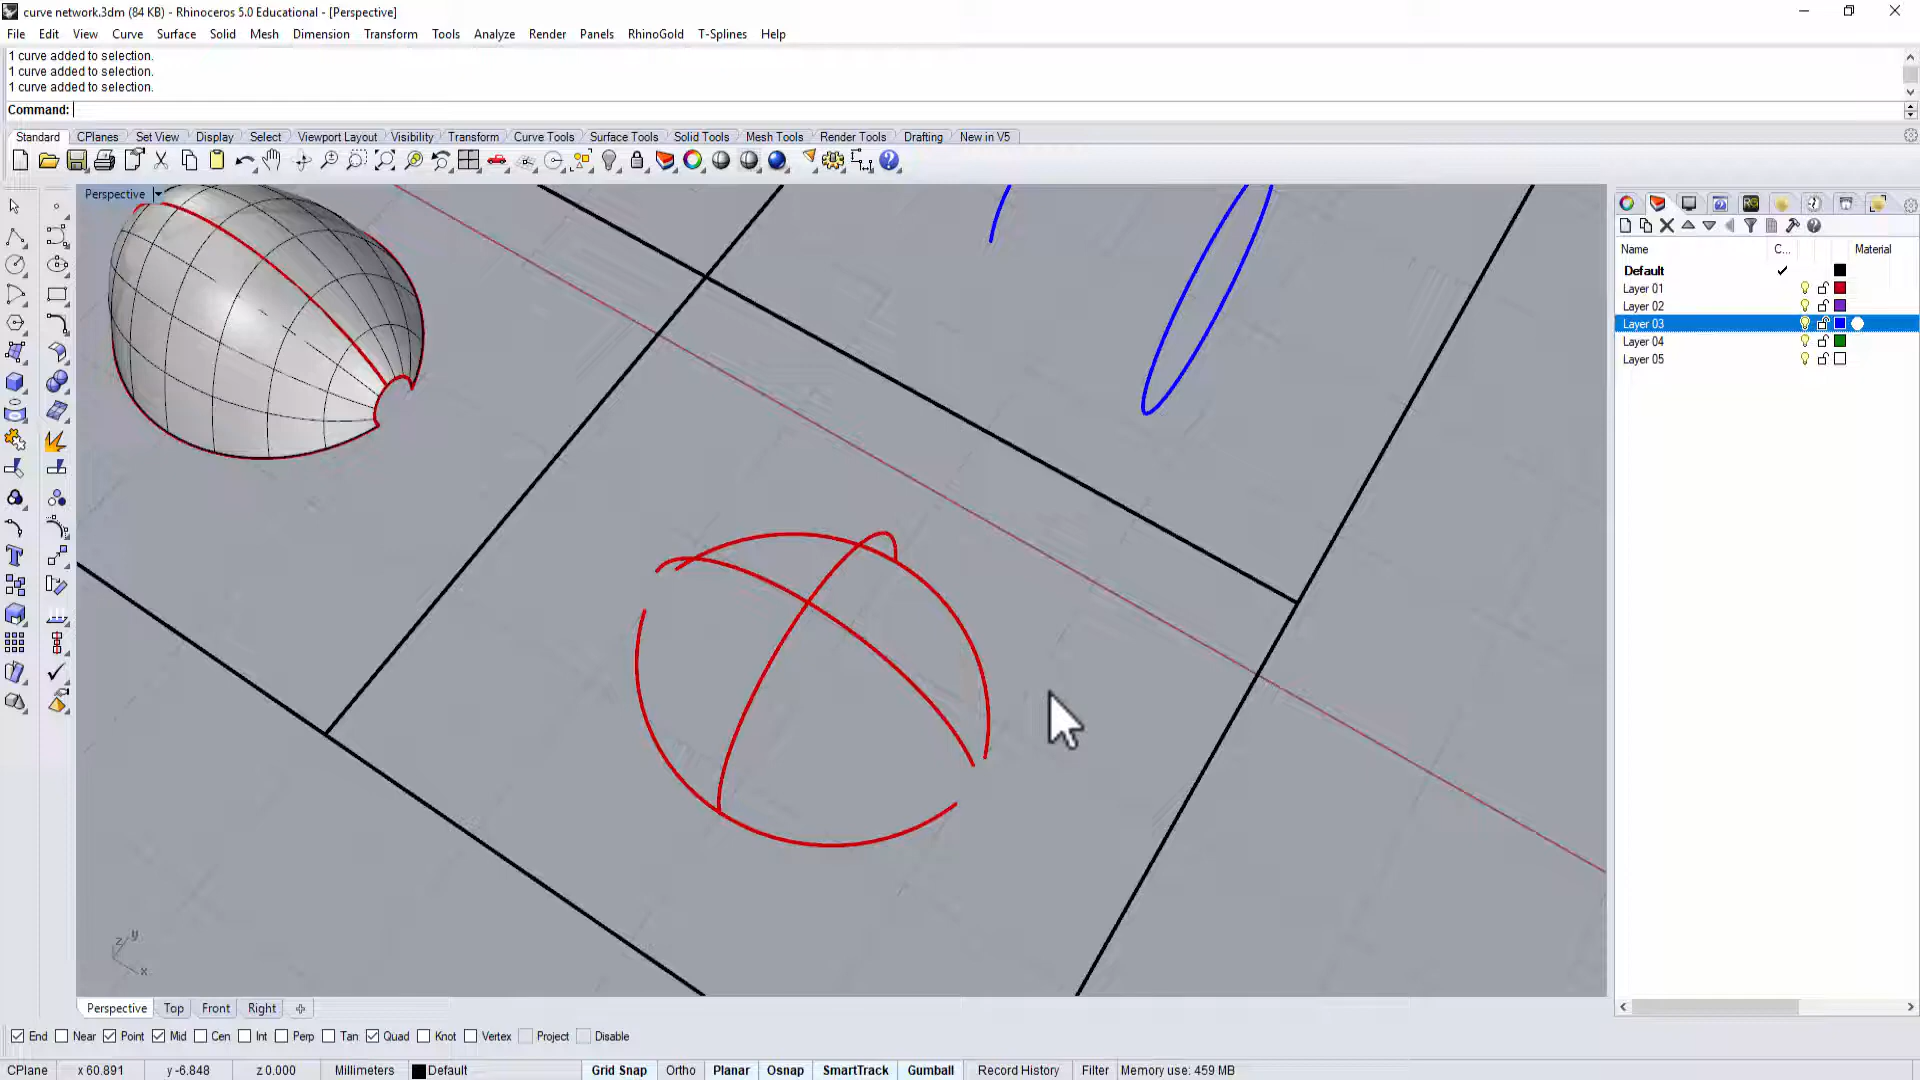 curve network.3dm (84 KB) - Rhinoceros 5.0 Educational - [Perspective]
File Edit View Curve Surface Solid Mesh Dimension Transform Tools Analyze Render Panels RhinoGold T-Splines Help
1 curve added to selection.
1 curve added to selection.
1 curve added to selection.
Command:
Standard CPlanes Set View Display Select Viewport Layout Visibility Transform Curve Tools Surface Tools Solid Tools Mesh Tools Render Tools Drafting New in V5
Perspective
Name C... Material
Default
Layer 01
Layer 02
Layer 03
Layer 04
Layer 05
z y
x
Perspective Top Front Right
End Near Point Mid Cen Int Perp Tan Quad Knot Vertex Project Disable
CPlane x 60.891 y -6.848 z 0.000 Millimeters Default Grid Snap Ortho Planar Osnap SmartTrack Gumball Record History Filter Memory use: 459 MB